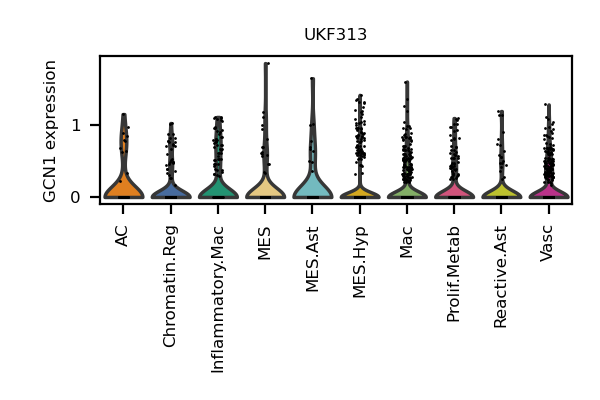 UKF313
GCN1 expression
1
0
AC
Chromatin.Reg
Inflammatory.Mac
MES
MES.Ast
MES.Hyp
Mac
Prolif.Metab
Reactive.Ast
Vasc